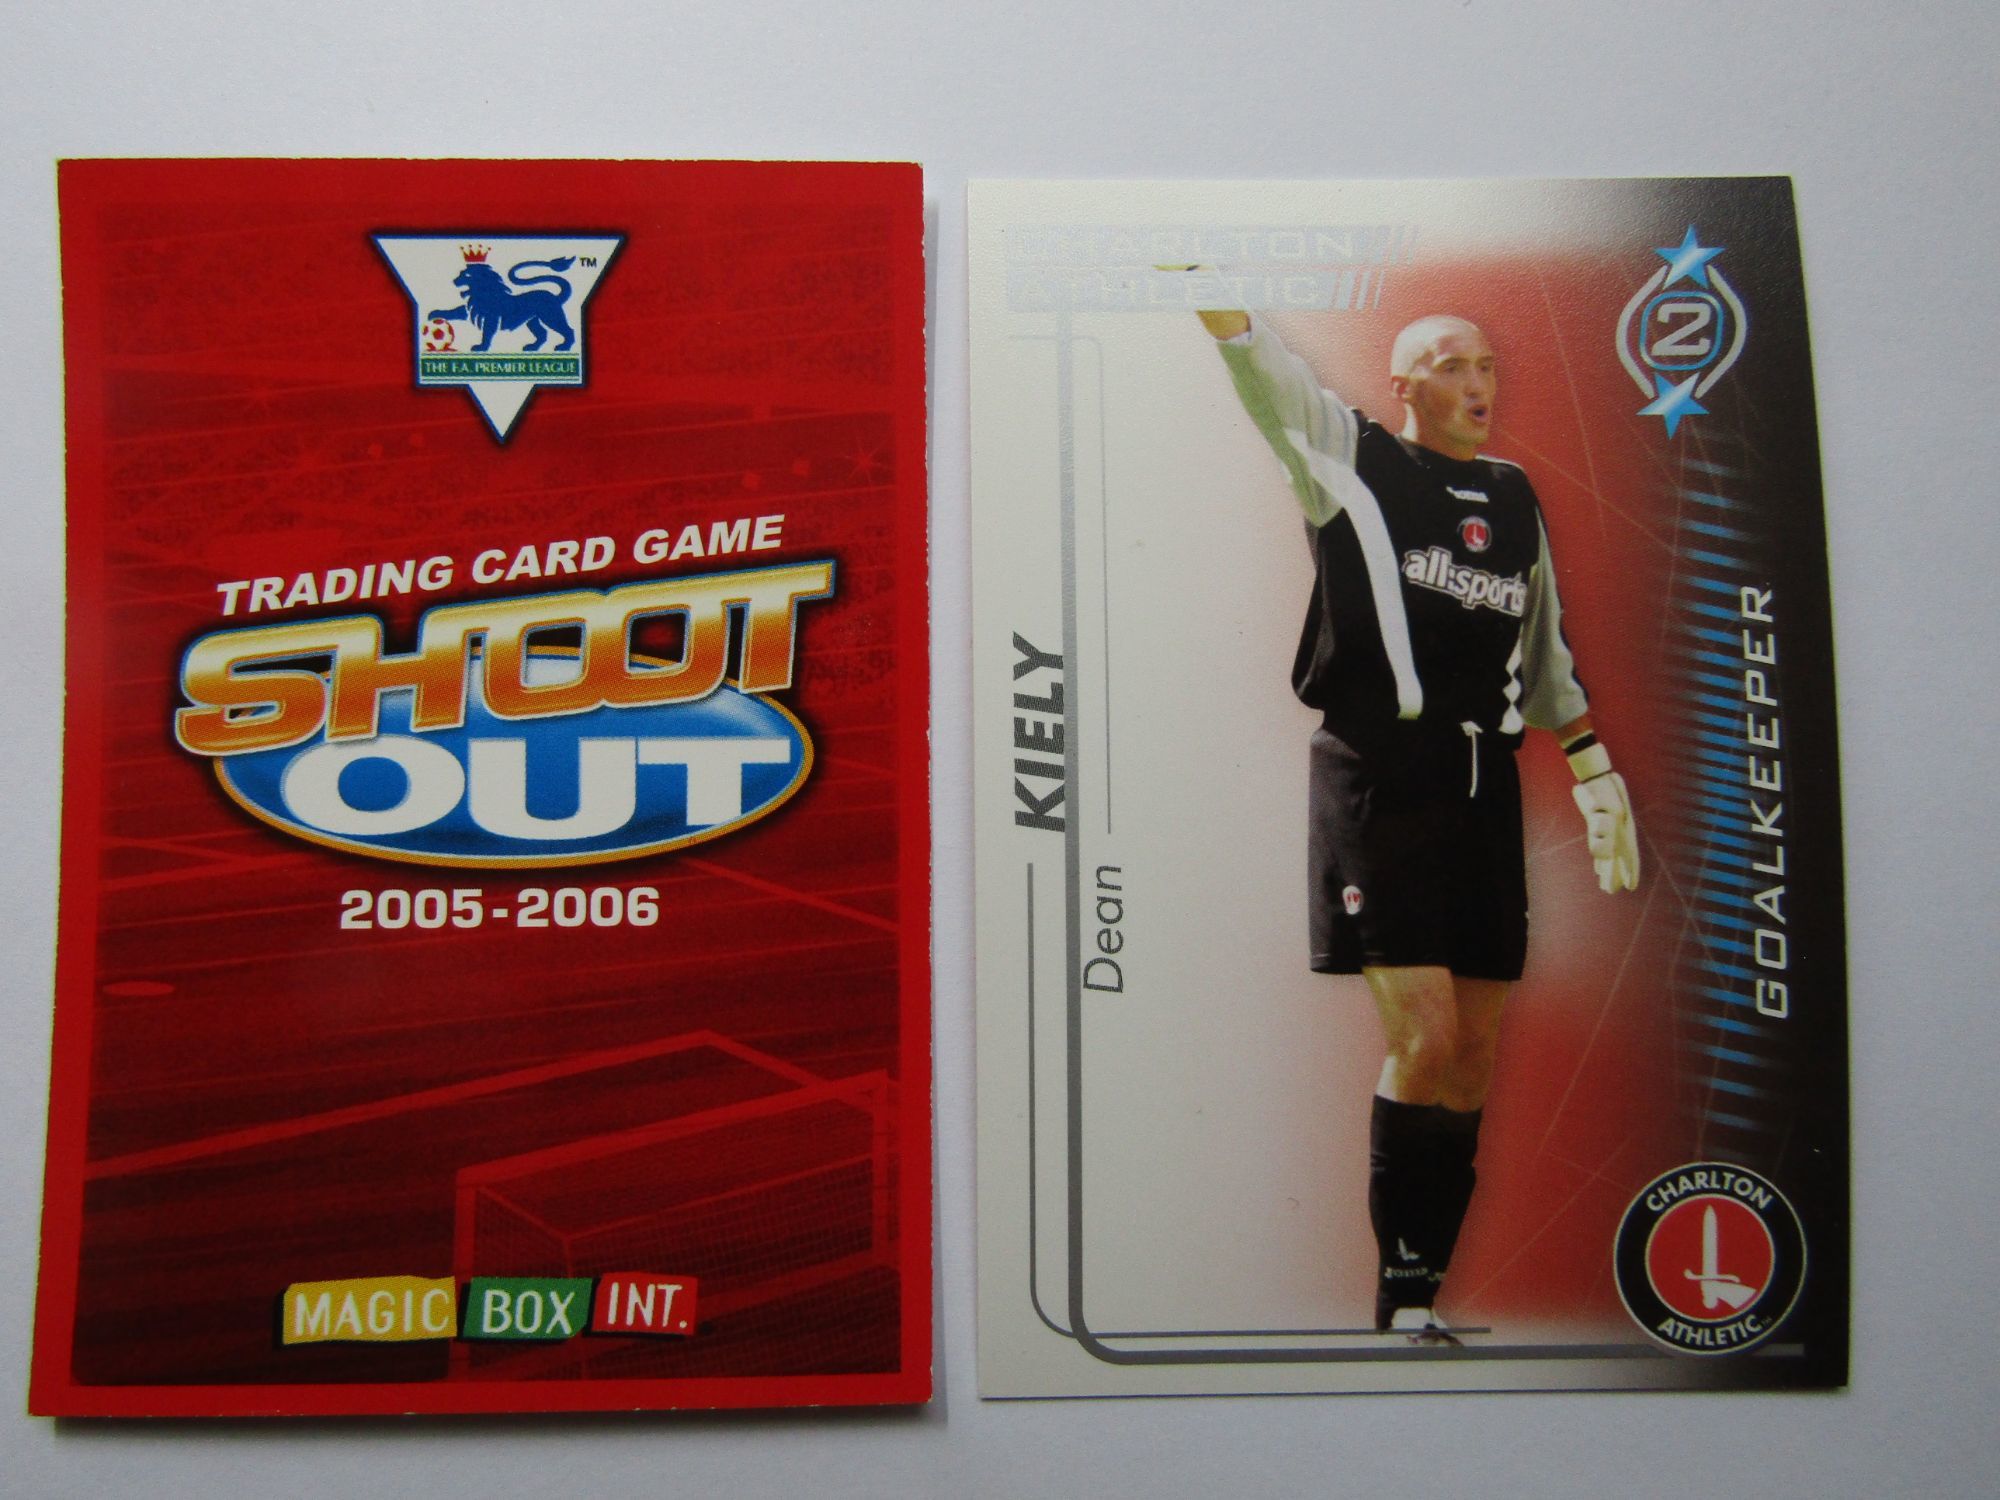 THE F.A. PREMIER LEAGUE
TM
TRADING CARD GAME
SHOOT
OUT
2005-2006
MAGIC BOX INT.
CHARLTON
ATHLETIC
2
KIELY
Dean
GOALKEEPER
all:sports
CHARLTON
ATHLETIC